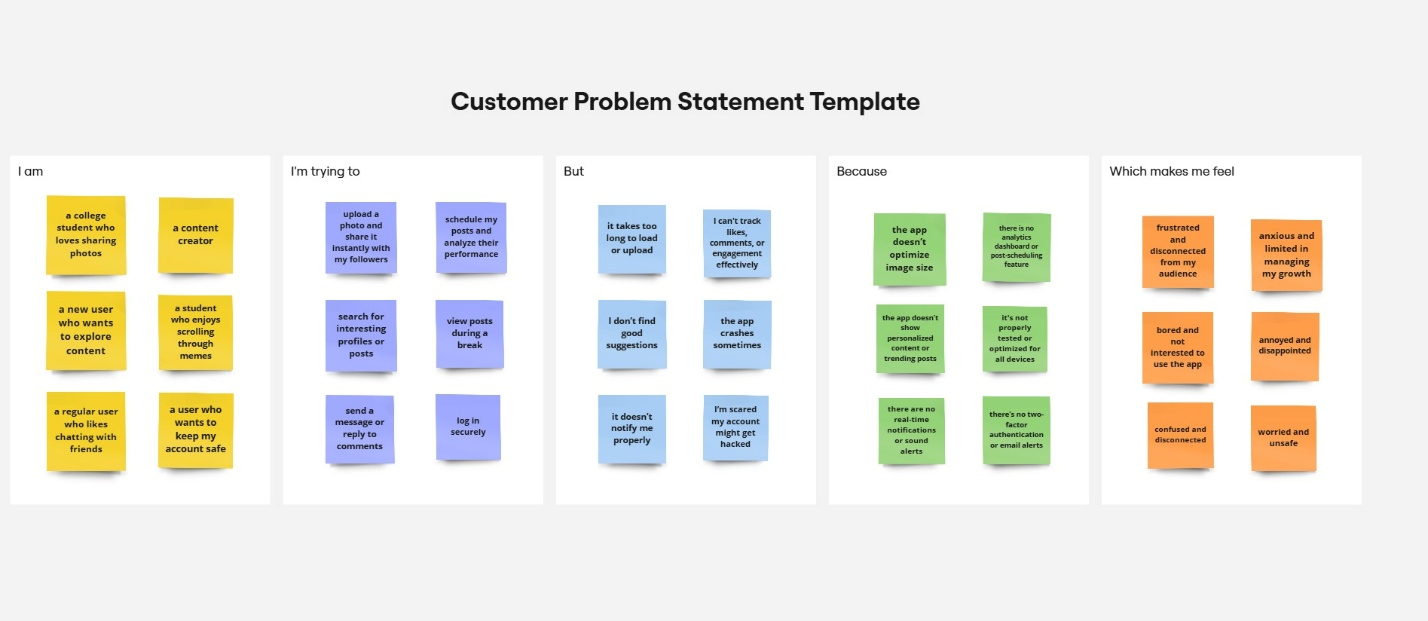 Customer Problem Statement Template
I am
a college
student who
loves sharing
photos
a content
creator
a new user
who wants
to explore
content
a student
who enjoys
scrolling
through
memes
a regular user
who likes
chatting with
friends
a user who
wants to
keep my
account safe
I'm trying to
upload a
photo and
share it
instantly with
my followers
schedule my
posts and
analyze their
performance
search for
interesting
profiles or
posts
view posts
during a
break
send a
message or
reply to
comments
log in
securely
But
it takes too
long to load
or upload
I can't track
likes,
comments, or
engagement
effectively
I don't find
good
suggestions
the app
crashes
sometimes
it doesn't
notify me
properly
I'm scared
my account
might get
hacked
Because
the app
doesn't
optimize
image size
there is no
analytics
dashboard or
post-scheduling
feature
the app doesn't
show
personalized
content or
trending posts
it's not
properly
tested or
optimized for
all devices
there are no
real-time
notifications
or sound
alerts
there's no two-
factor
authentication
or email alerts
Which makes me feel
frustrated
and
disconnected
from my
audience
anxious and
limited in
managing
my growth
bored and
not
interested to
use the app
annoyed and
disappointed
confused and
disconnected
worried and
unsafe